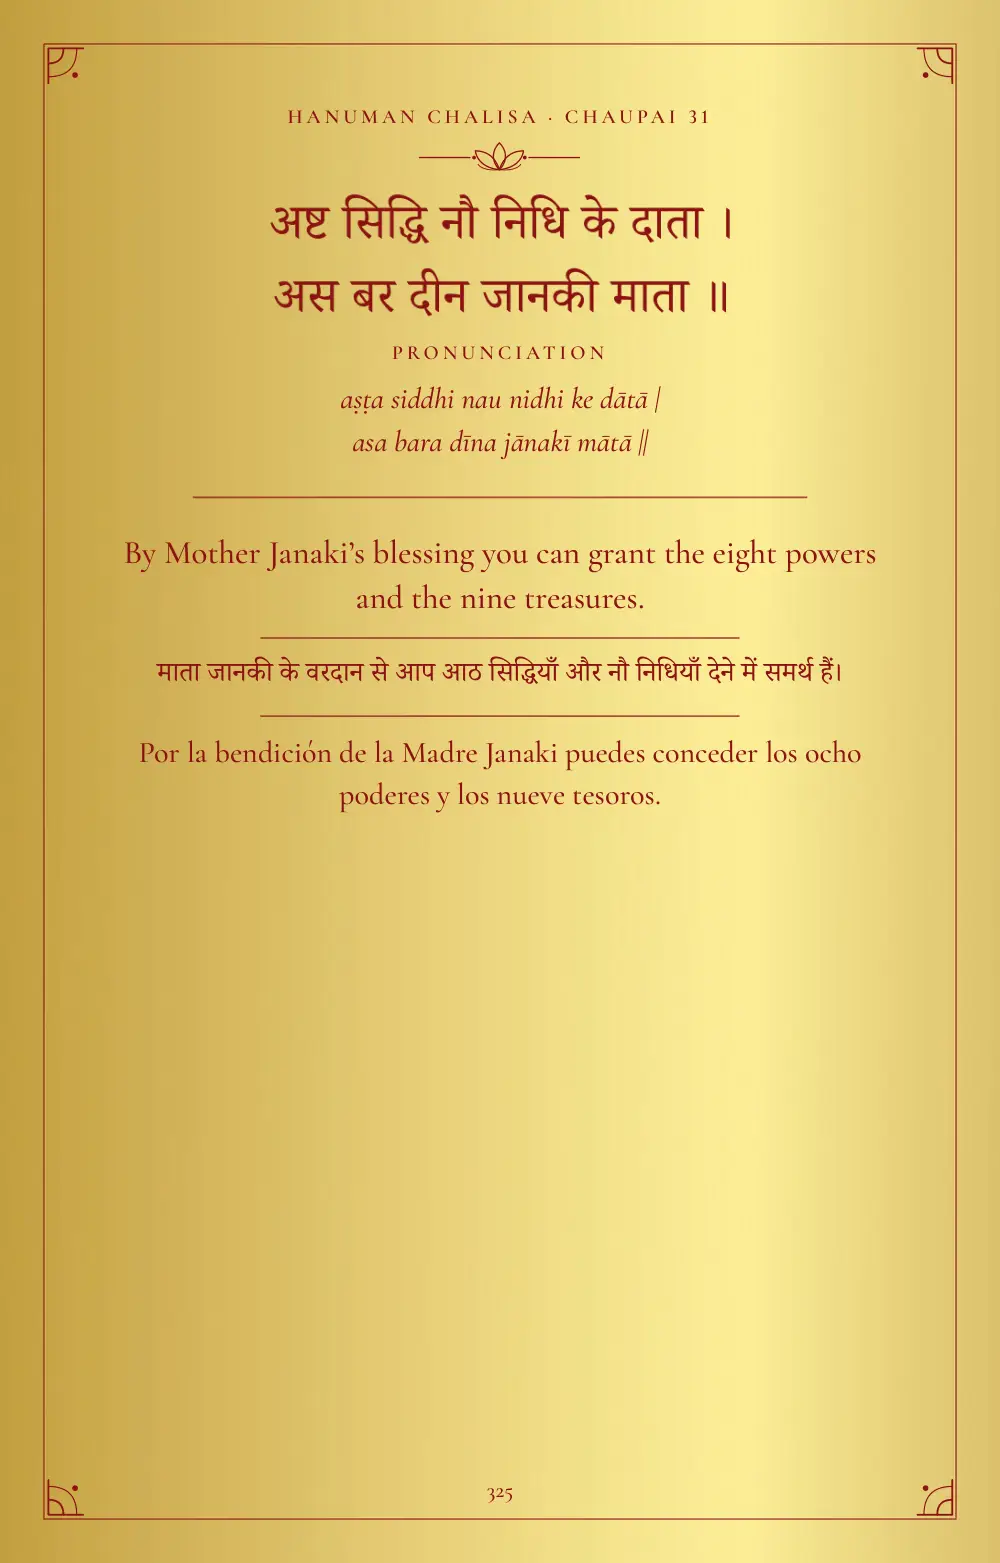 HANUMAN CHALISA · CHAUPAI 31
अष्ट सिद्धि नौ निधि के दाता ।
अस बर दीन जानकी माता ॥
PRONUNCIATION
aṣṭa siddhi nau nidhi ke dātā |
asa bara dīna jānakī mātā ||
By Mother Janaki’s blessing you can grant the eight powers
and the nine treasures.
माता जानकी के वरदान से आप आठ सिद्धियाँ और नौ निधियाँ देने में समर्थ हैं।
Por la bendición de la Madre Janaki puedes conceder los ocho
poderes y los nueve tesoros.
325